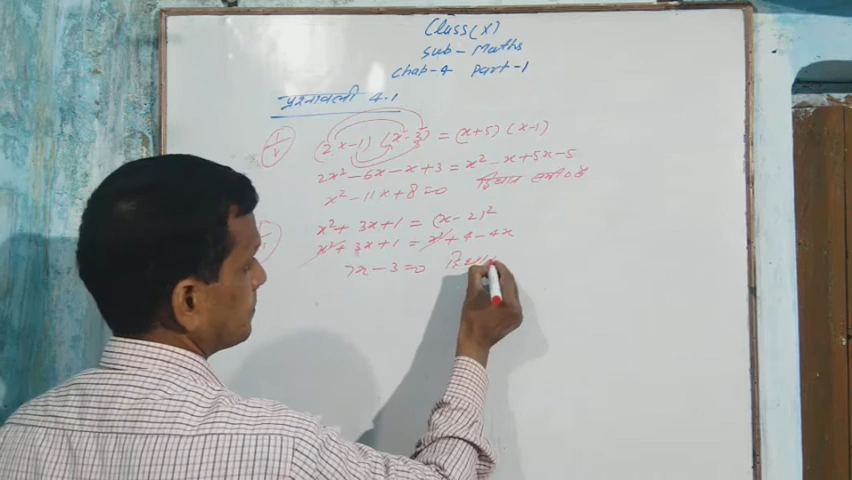 Class(X)
Sub - Maths
Chap-4 Part-1
प्रश्नावली 4.1
(2x-1) (x-3) = (x+5) (x-1)
2x² - 6x - x + 3 = x² - x + 5x - 5
x² - 11x + 8 = 0 द्विघात
x² + 3x + 1 = (x-2)²
x² + 3x + 1 = x² + 4 - 4x
7x - 3 = 0